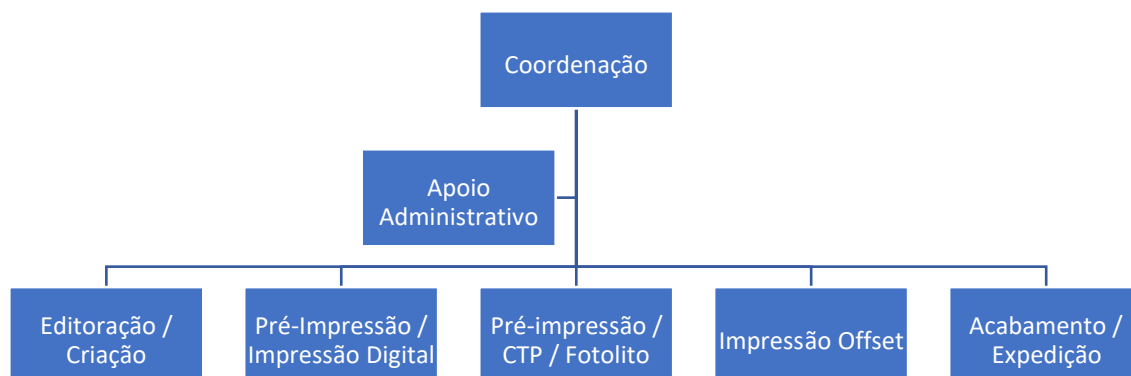 Coordenação
Apoio
Administrativo
Editoração /
Criação
Pré-Impressão /
Impressão Digital
Pré-impressão /
CTP / Fotolito
Impressão Offset
Acabamento /
Expedição